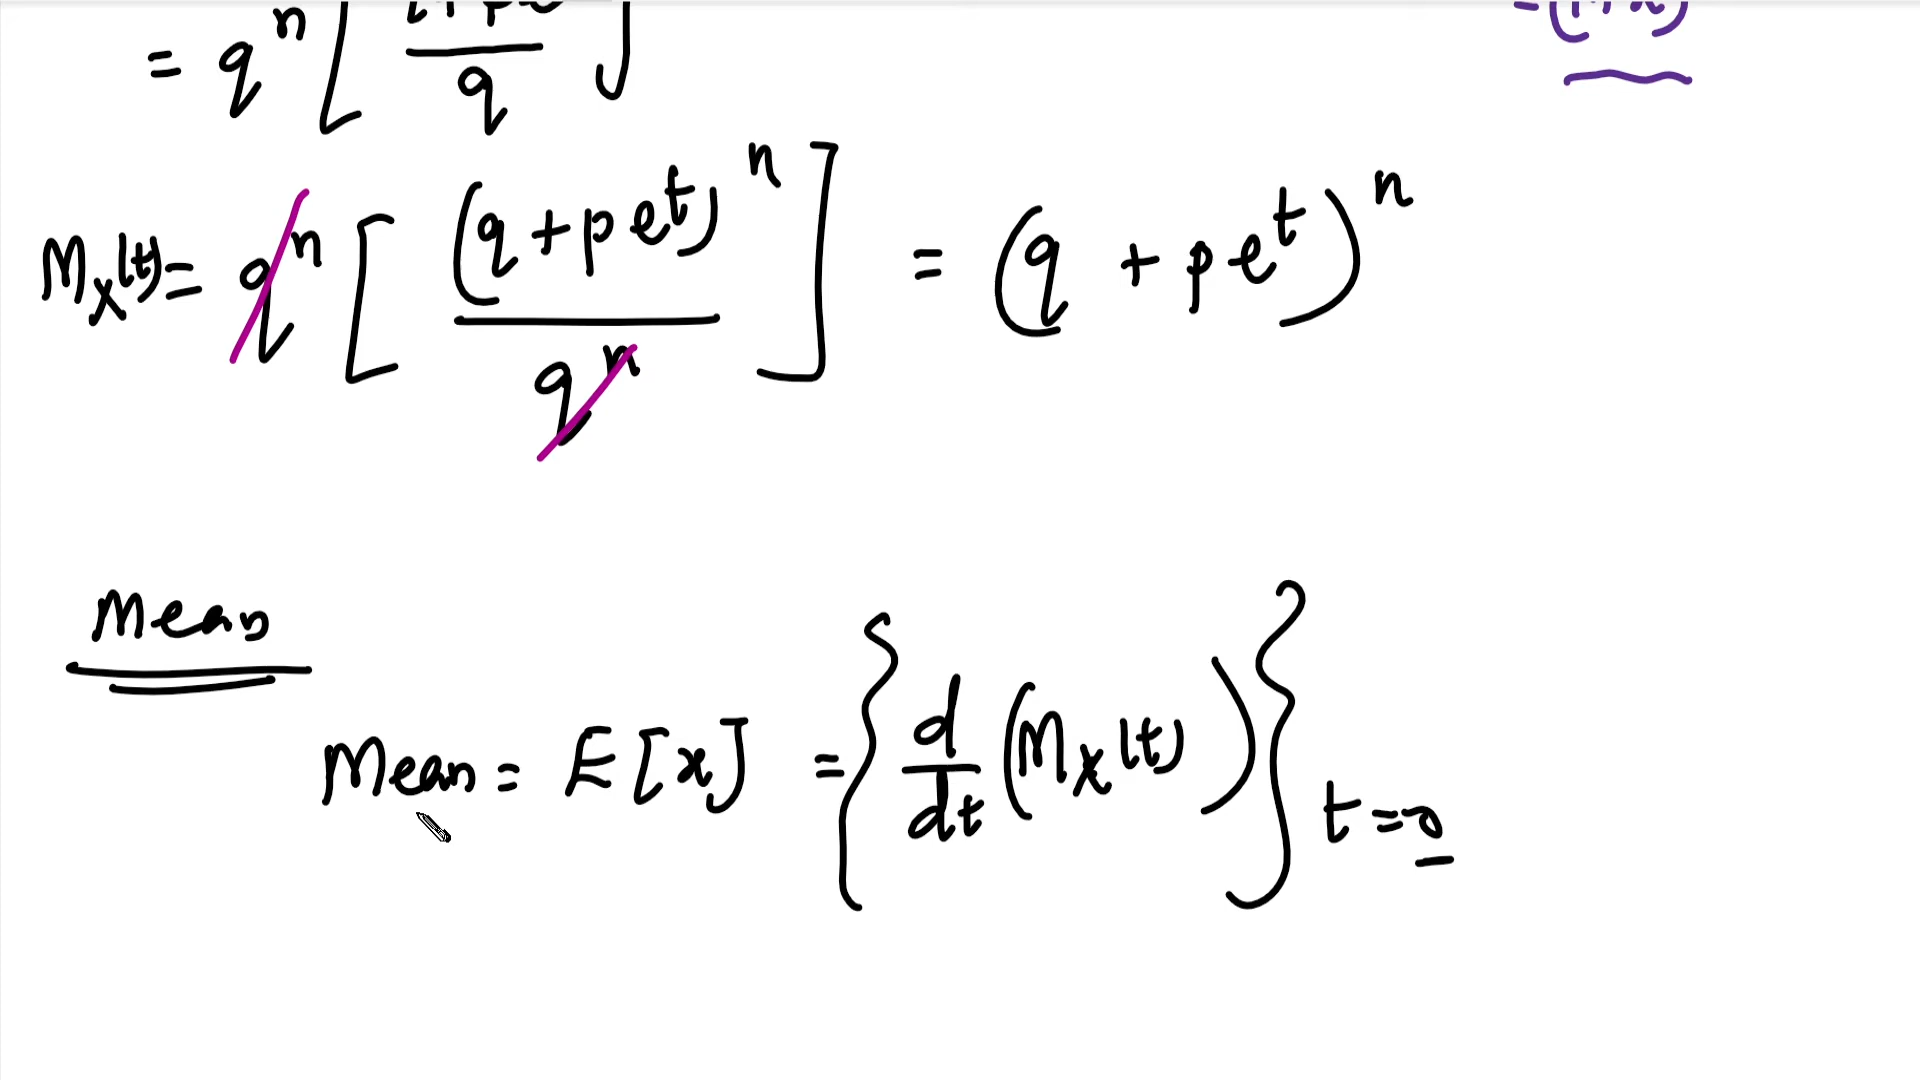 = q^n [ / q ]
M_X(t) = q^n [ (q + pe^t)^n / q^n ] = (q + pe^t)^n
Mean
Mean = E[x] = { d/dt (M_X(t)) }_{t=0}